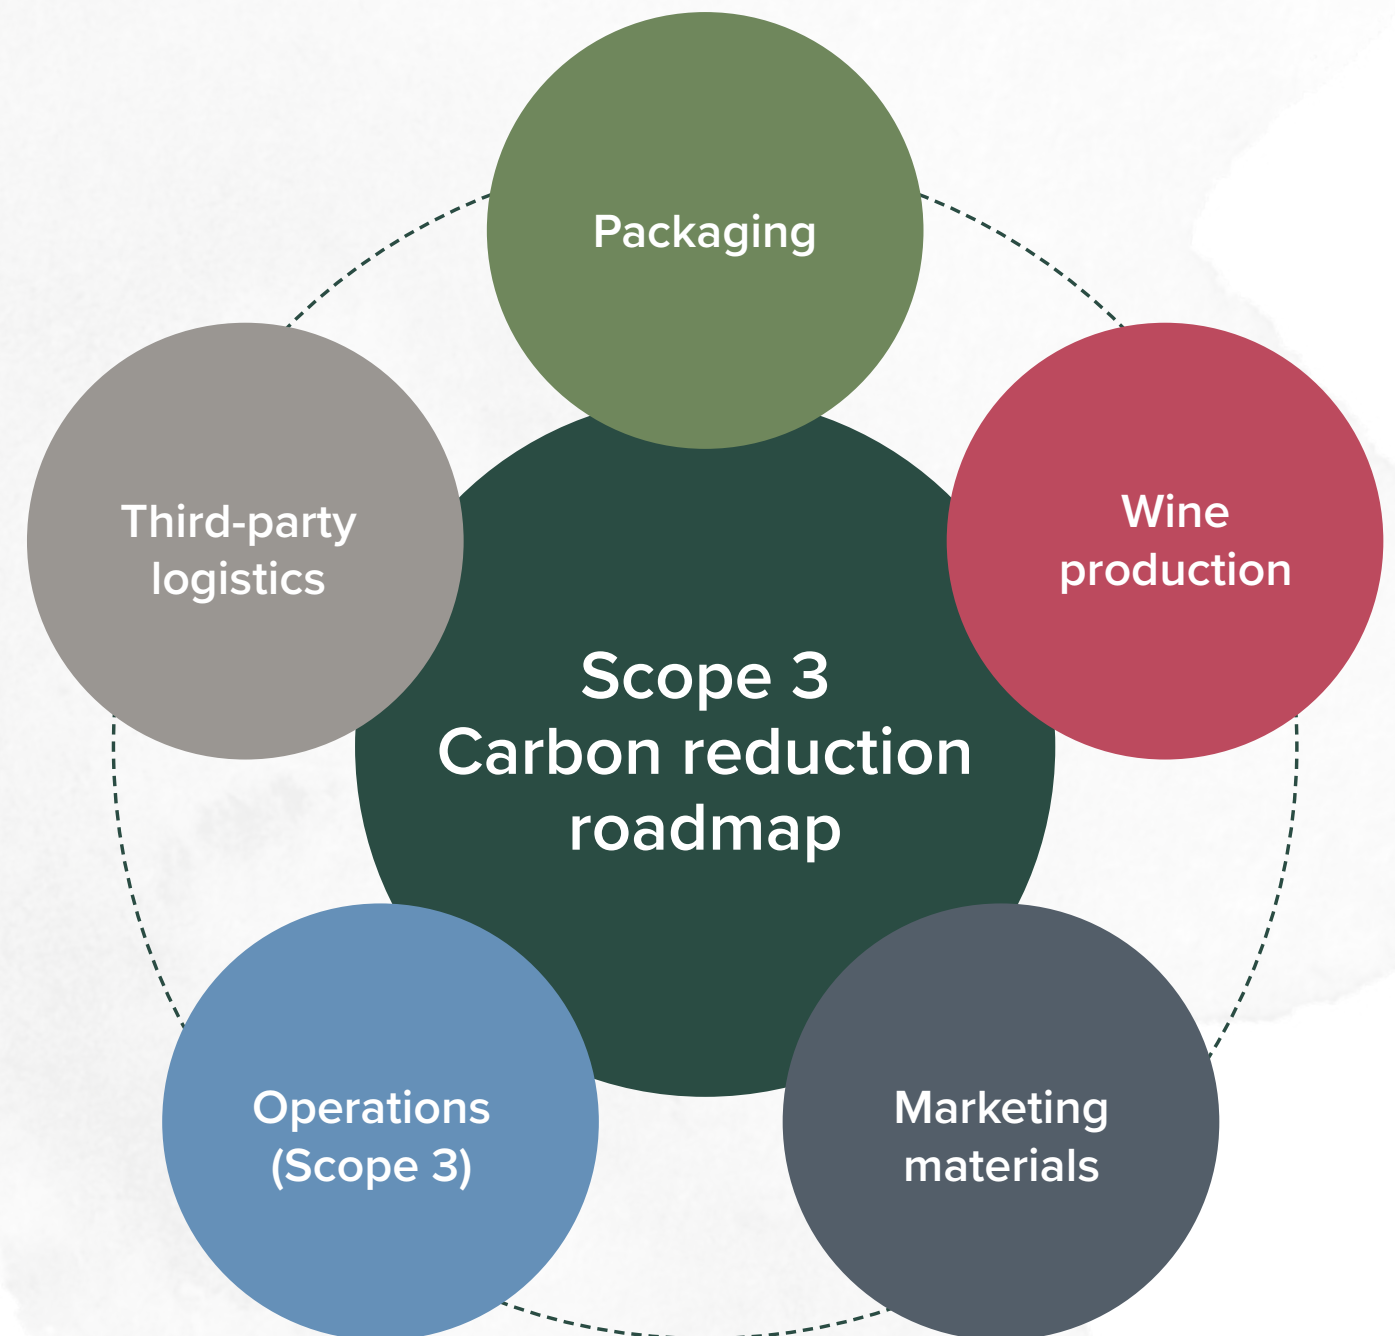 Packaging
Third-party
logistics
Wine
production
Scope 3
Carbon reduction
roadmap
Operations
(Scope 3)
Marketing
materials